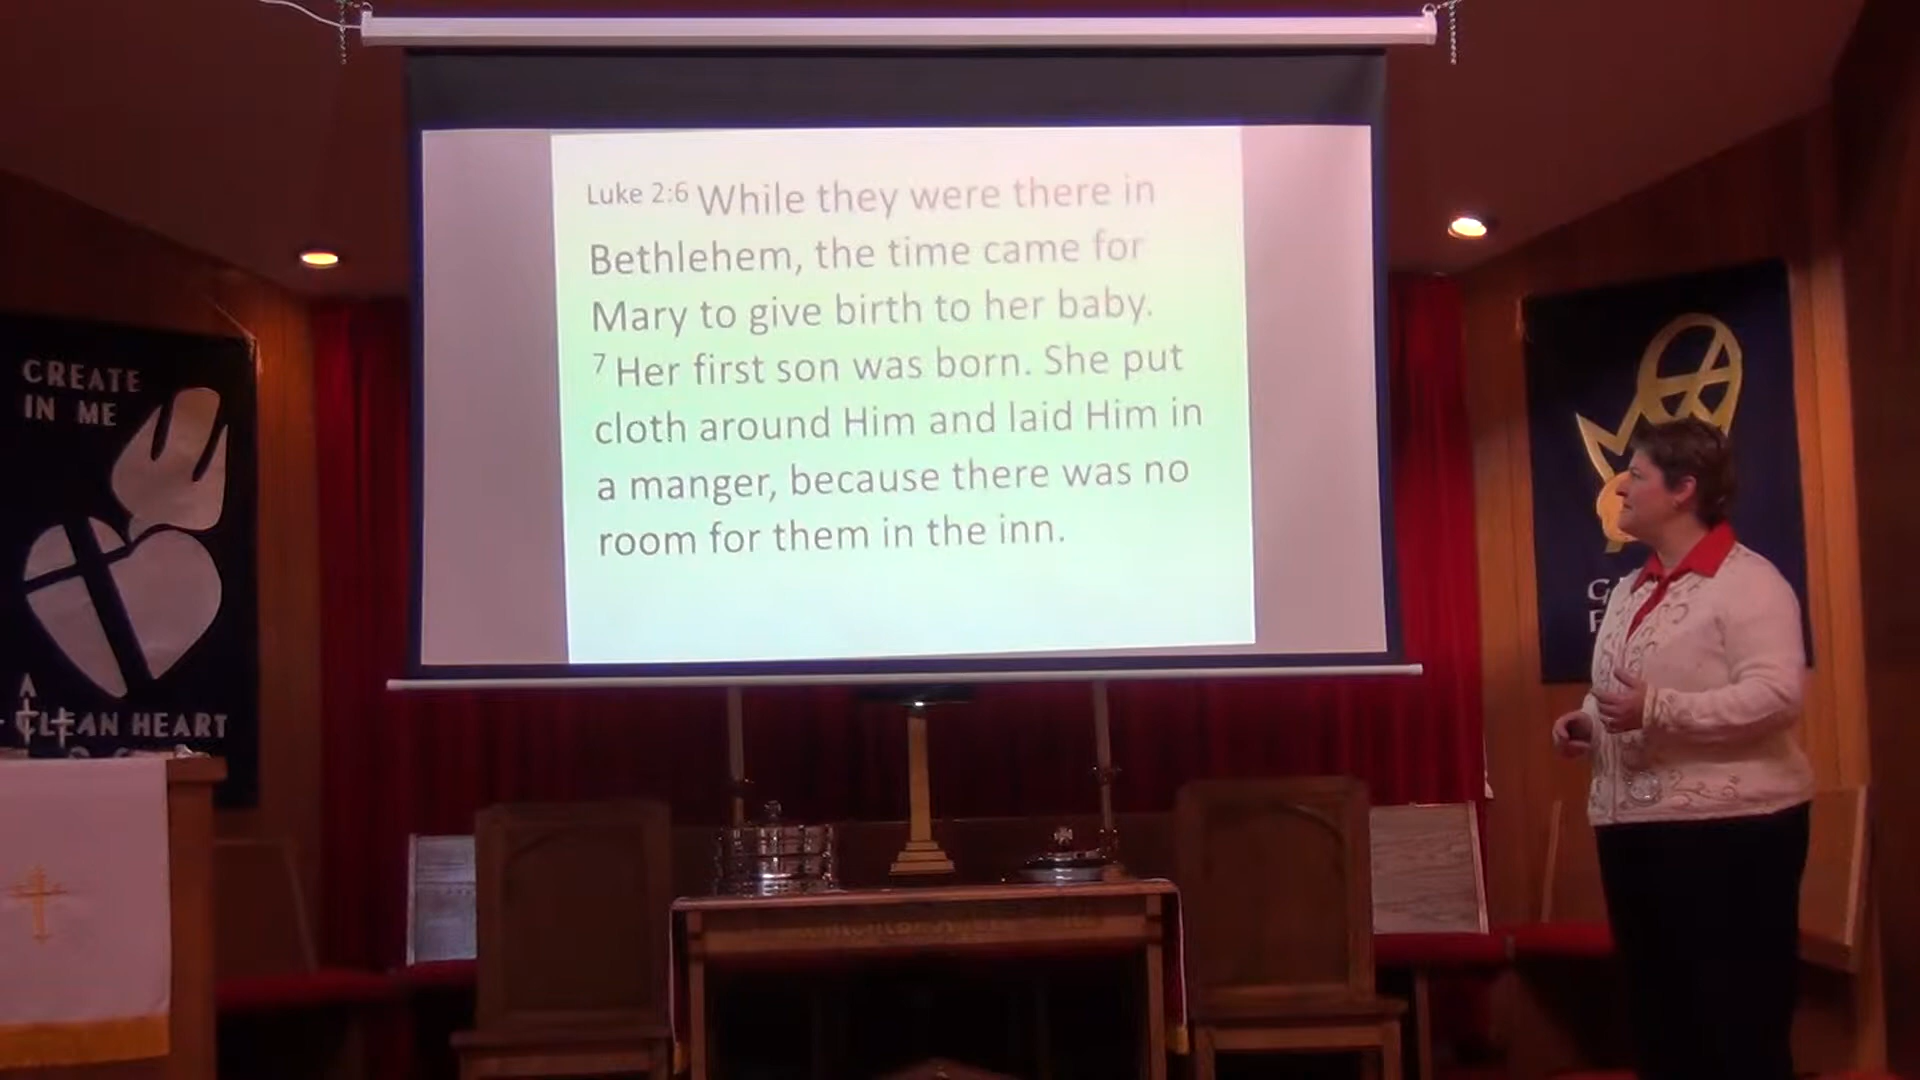 Luke 2:6 While they were there in
Bethlehem, the time came for
Mary to give birth to her baby.
7 Her first son was born. She put
cloth around Him and laid Him in
a manger, because there was no
room for them in the inn.
CREATE
IN ME
CLEAN HEART